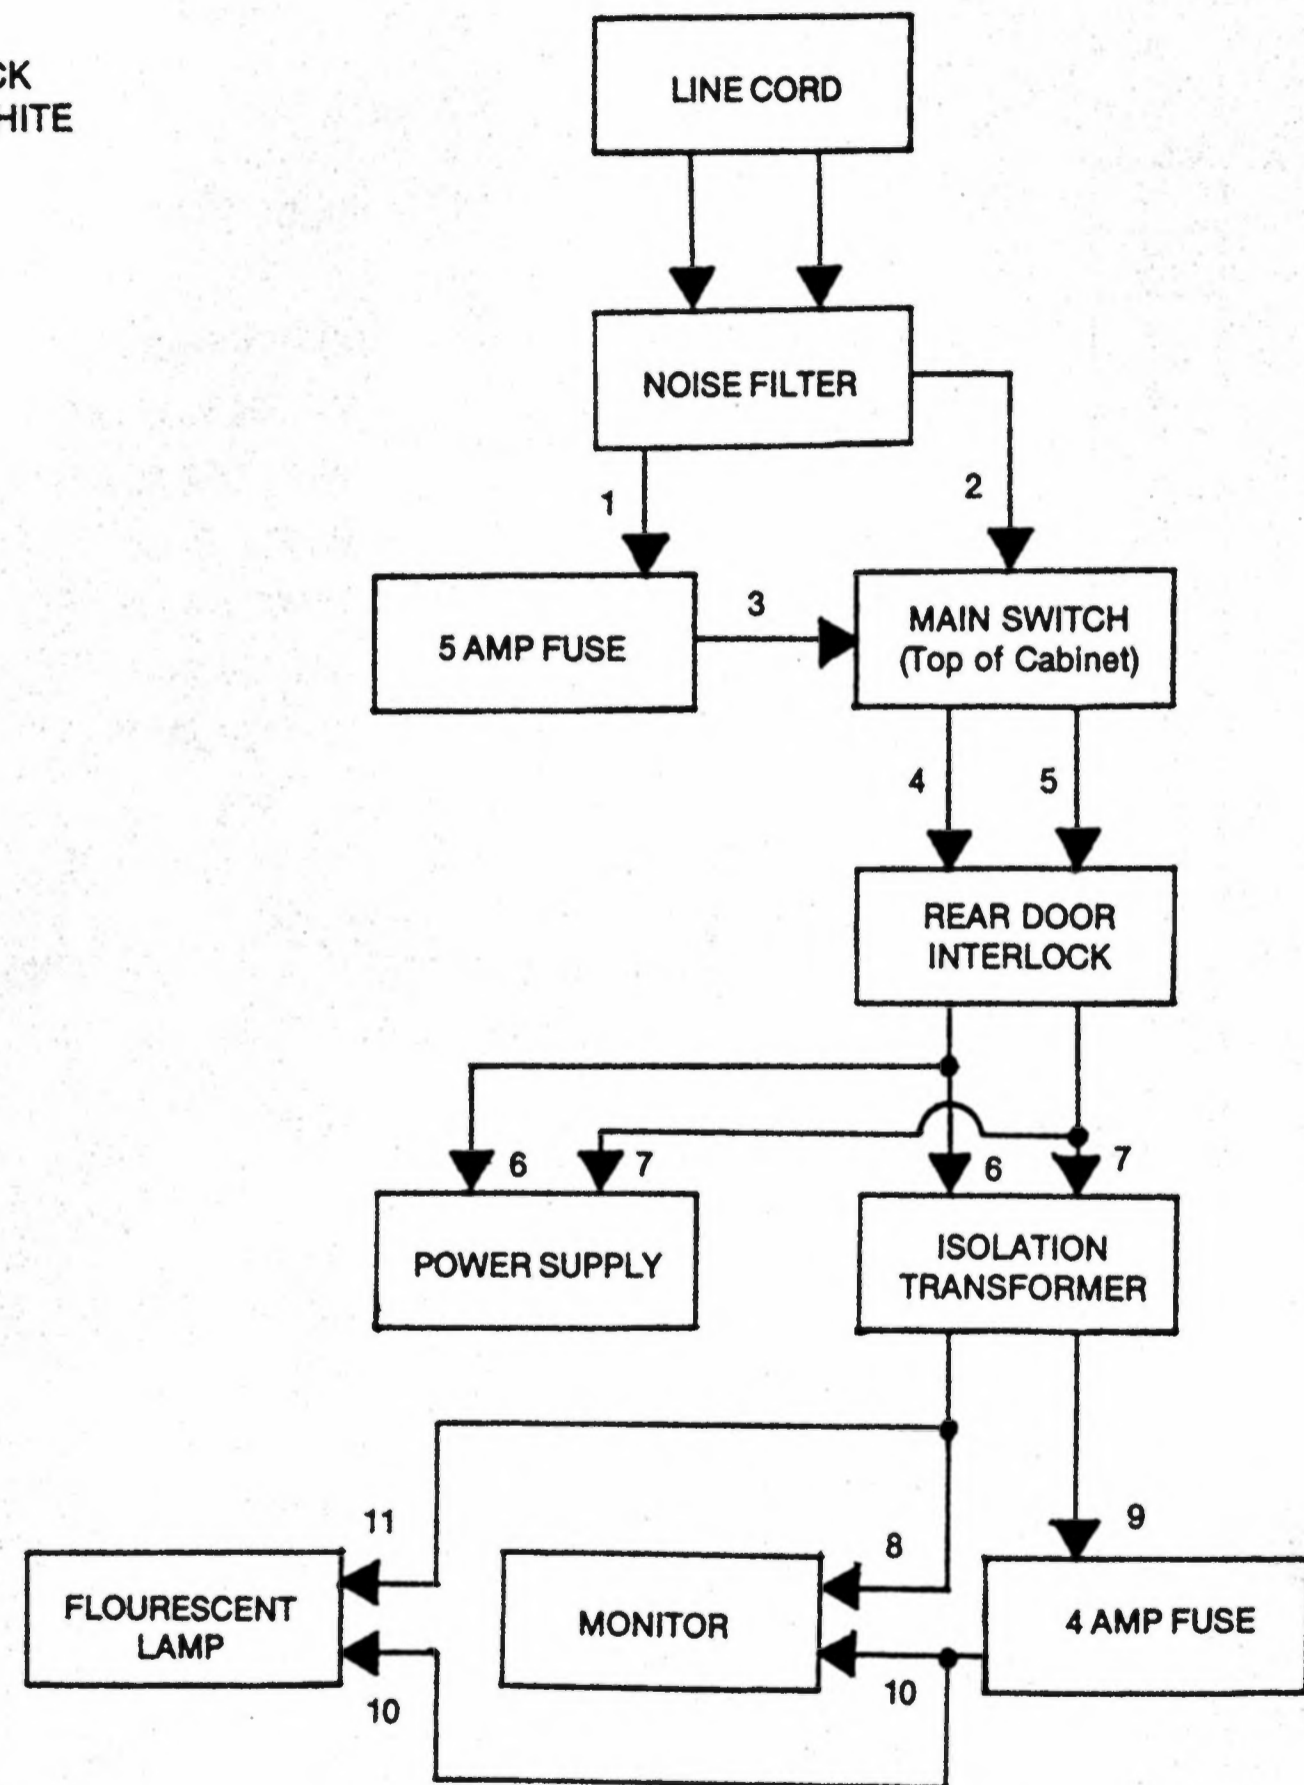 LINE CORD
NOISE FILTER
1
2
5 AMP FUSE
3
MAIN SWITCH
(Top of Cabinet)
4
5
REAR DOOR
INTERLOCK
6
7
6
7
POWER SUPPLY
ISOLATION
TRANSFORMER
11
8
9
FLOURESCENT
LAMP
MONITOR
4 AMP FUSE
10
10